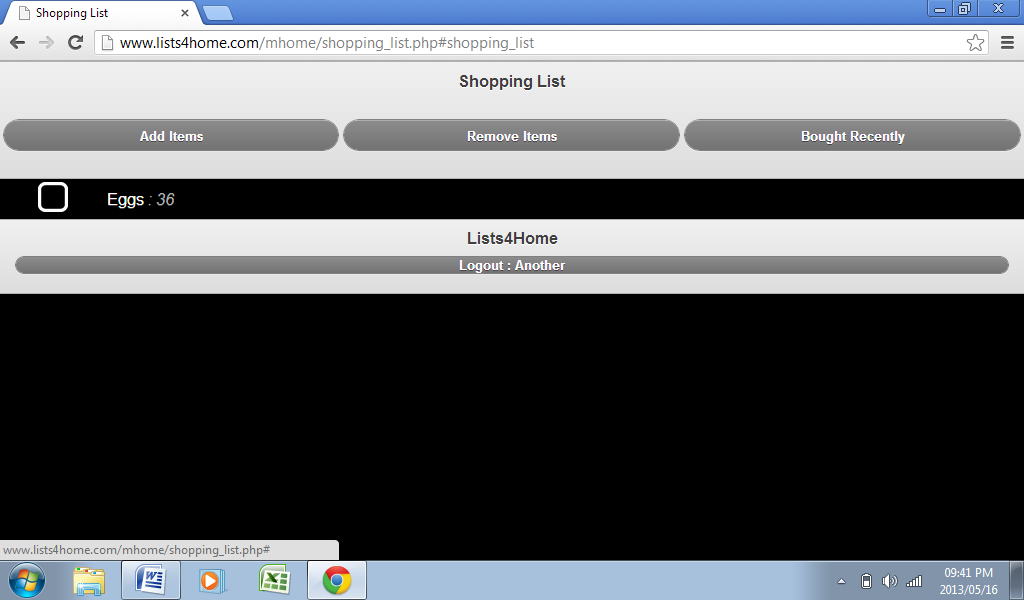 Shopping List
www.lists4home.com/mhome/shopping_list.php#shopping_list
Shopping List
Add Items Remove Items Bought Recently
Eggs : 36
Lists4Home
Logout : Another
www.lists4home.com/mhome/shopping_list.php#
09:41 PM
2013/05/16